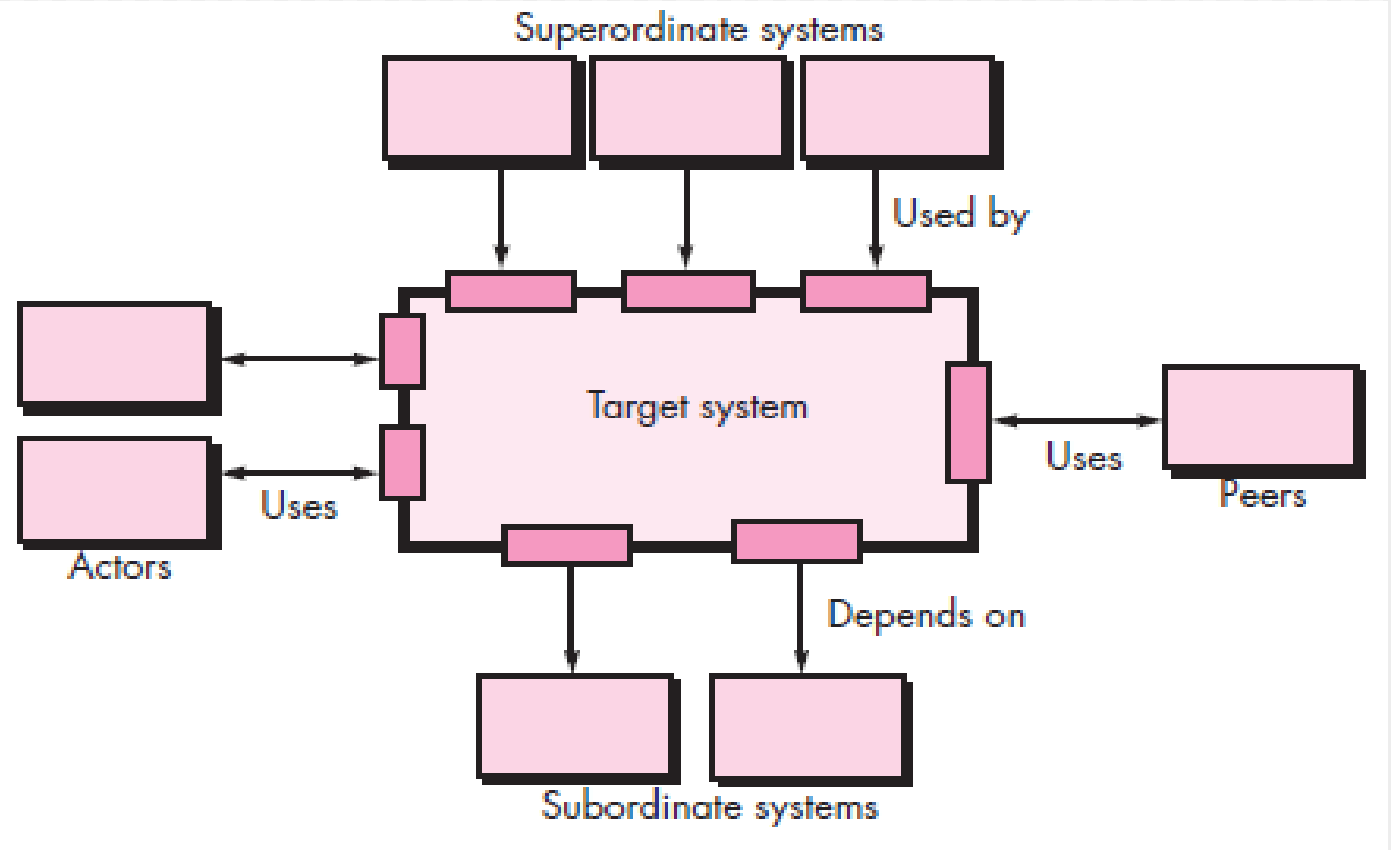 Superordinate systems
Used by
Target system
Uses
Peers
Uses
Actors
Depends on
Subordinate systems